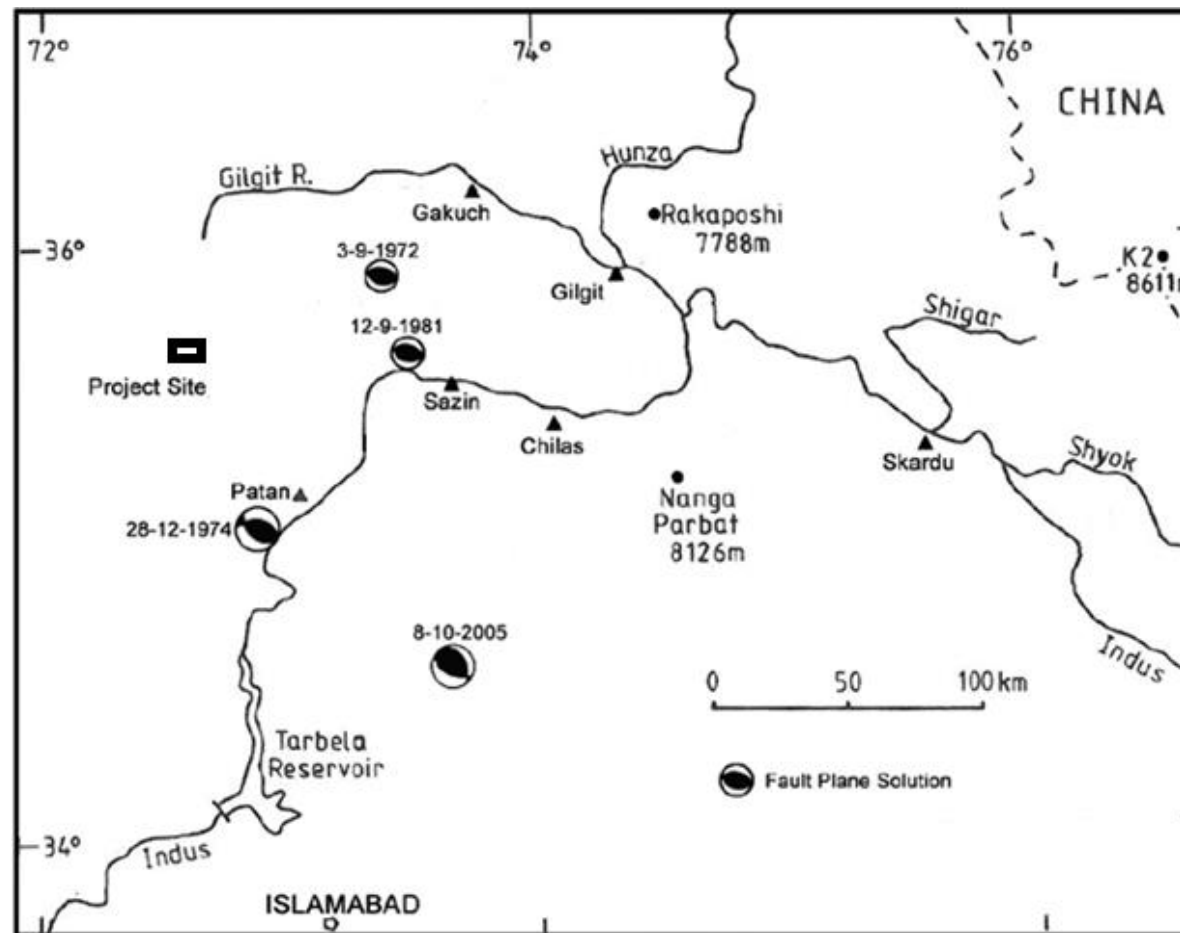 72°
74°
76°
CHINA
Hunza
Gilgit R.
Gakuch
Rakaposhi
7788m
36°
3-9-1972
K2
8611m
Gilgit
Shigar
12-9-1981
Project Site
Sazin
Chilas
Skardu
Shyok
Patan
Nanga
Parbat
8126m
28-12-1974
8-10-2005
Indus
0 50 100 km
Tarbela
Reservoir
Fault Plane Solution
34°
Indus
ISLAMABAD